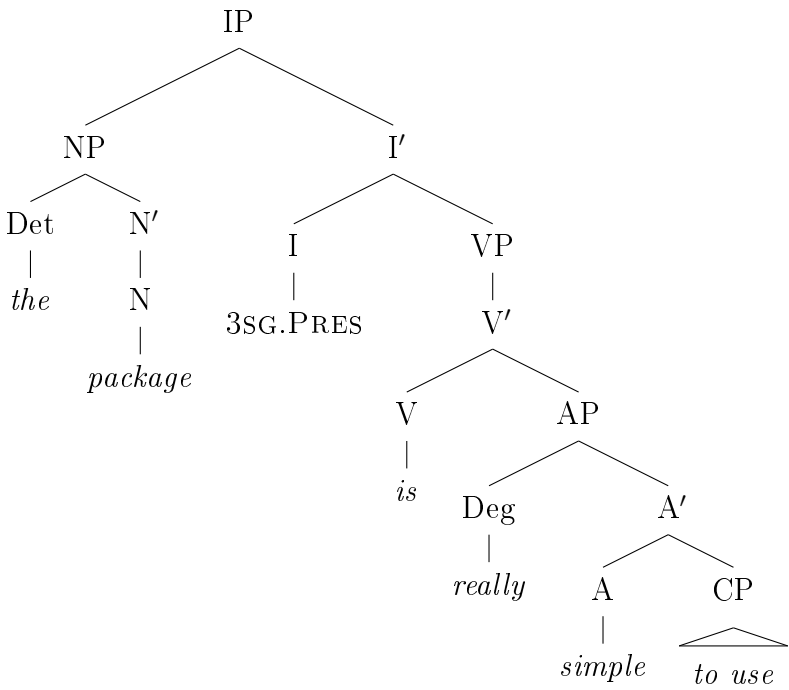 IP
NP I′
Det N′ I VP
the N 3SG.PRES V′
package V AP
is Deg A′
really A CP
simple to use